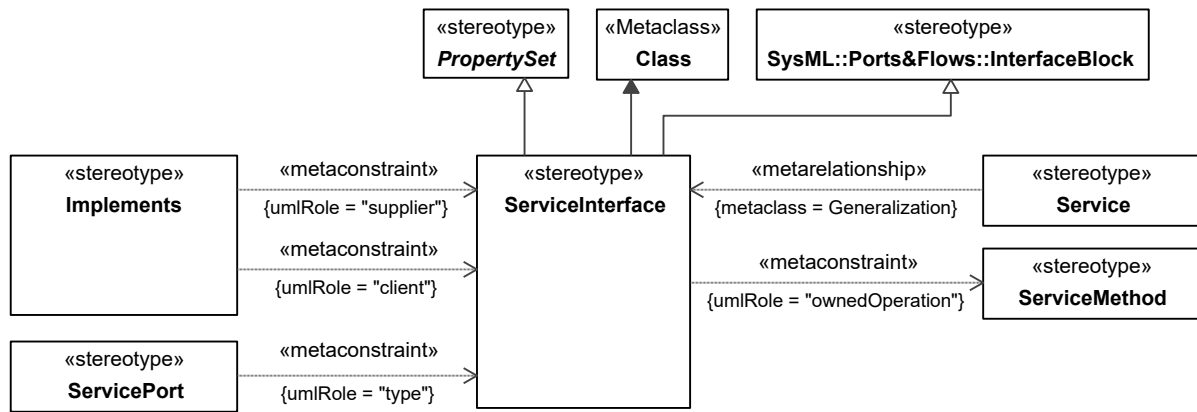 «stereotype»
PropertySet
«Metaclass»
Class
«stereotype»
SysML::Ports&Flows::InterfaceBlock
«stereotype»
Implements
«metaconstraint»
{umlRole = "supplier"}
«metaconstraint»
{umlRole = "client"}
«stereotype»
ServiceInterface
«metarelationship»
{metaclass = Generalization}
«stereotype»
Service
«metaconstraint»
{umlRole = "ownedOperation"}
«stereotype»
ServiceMethod
«stereotype»
ServicePort
«metaconstraint»
{umlRole = "type"}